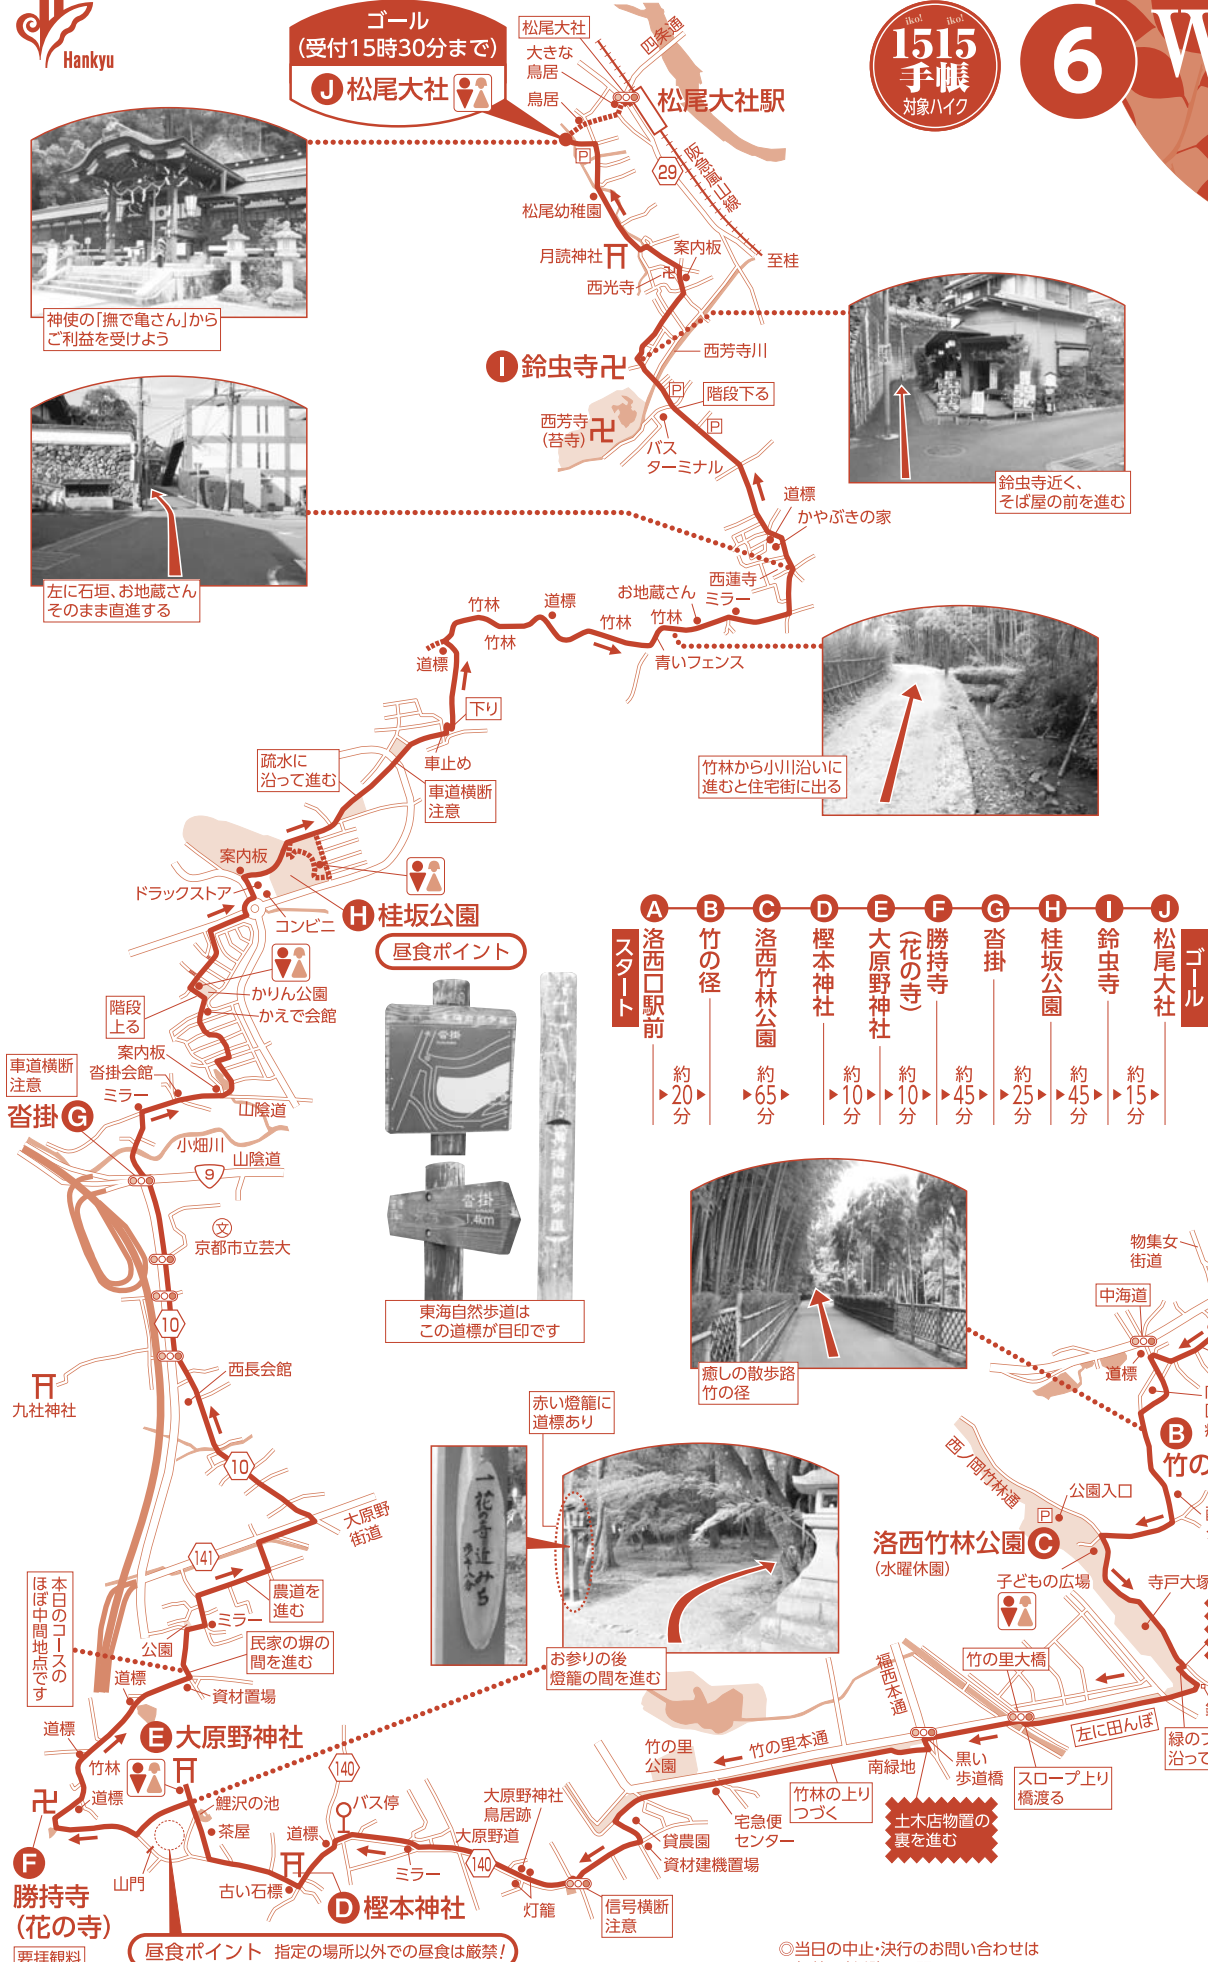 Hankyu
ゴール
(受付15時30分まで)
J 松尾大社
松尾大社
大きな
鳥居
鳥居
四条通
松尾大社駅
iko! iko!
1515
手帳
対象ハイク
6
W
P
29
阪急嵐山線
松尾幼稚園
月読神社
案内板
西光寺
至桂
神使の「撫で亀さん」から
ご利益を受けよう
西芳寺川
I 鈴虫寺
P
階段下る
P
西芳寺
(苔寺)
バス
ターミナル
鈴虫寺近く、
そば屋の前を進む
道標
かやぶきの家
西蓮寺
左に石垣、お地蔵さん
そのまま直進する
お地蔵さん
ミラー
竹林
道標
竹林
竹林
竹林
道標
青いフェンス
下り
車止め
疏水に
沿って進む
車道横断
注意
竹林から小川沿いに
進むと住宅街に出る
案内板
ドラックストア
コンビニ
H 桂坂公園
昼食ポイント
かりん公園
かえで会館
階段
上る
案内板
沓掛会館
ミラー
車道横断
注意
沓掛 G
山陰道
小畑川
山陰道
9
文
京都市立芸大
10
西長会館
九社神社
10
沓掛
沓掛
1.4km
東海自然歩道
東海自然歩道は
この道標が目印です
A B C D E F G H I J
スタート
洛西口駅前
竹の径
洛西竹林公園
樫本神社
大原野神社
勝持寺
(花の寺)
沓掛
桂坂公園
鈴虫寺
松尾大社
ゴール
約20分
約65分
約10分
約10分
約45分
約25分
約45分
約15分
癒しの散歩路
竹の径
物集女
街道
中海道
道標
B
竹の
西ノ岡竹林通
公園入口
P
洛西竹林公園 C
(水曜休園)
子どもの広場
寺戸大塚
赤い燈籠に
道標あり
花の寺近みち
お参りの後
燈籠の間を進む
大原野
街道
141
農道を
進む
ミラー
公園
民家の塀の
間を進む
本日のコースの
ほぼ中間地点です
道標
資材置場
道標
E 大原野神社
竹林
道標
鯉沢の池
茶屋
F
勝持寺
(花の寺)
要拝観料
山門
古い石標
道標
140
バス停
D 樫本神社
ミラー
大原野道
140
大原野神社
鳥居跡
灯籠
信号横断
注意
貸農園
資材建機置場
宅急便
センター
竹の里
公園
竹の里本通
福西本通
竹の里大橋
竹林の上り
つづく
南緑地
黒い
歩道橋
スロープ上り
橋渡る
左に田んぼ
緑のフ
沿って
土木店物置の
裏を進む
昼食ポイント 指定の場所以外での昼食は厳禁!
◎当日の中止・決行のお問い合わせは